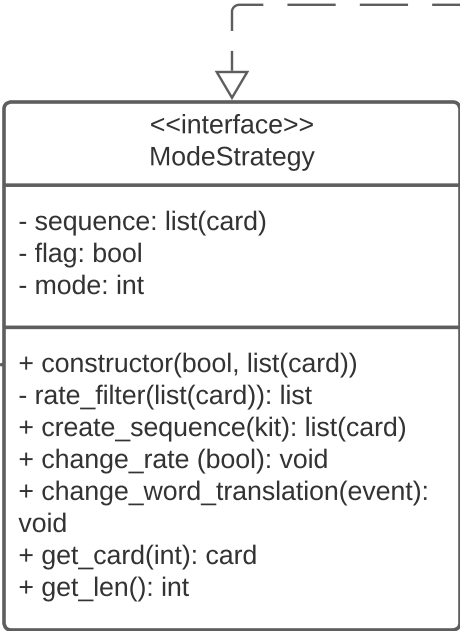 <<interface>>
ModeStrategy
- sequence: list(card)
- flag: bool
- mode: int
+ constructor(bool, list(card))
- rate_filter(list(card)): list
+ create_sequence(kit): list(card)
+ change_rate (bool): void
+ change_word_translation(event):
void
+ get_card(int): card
+ get_len(): int